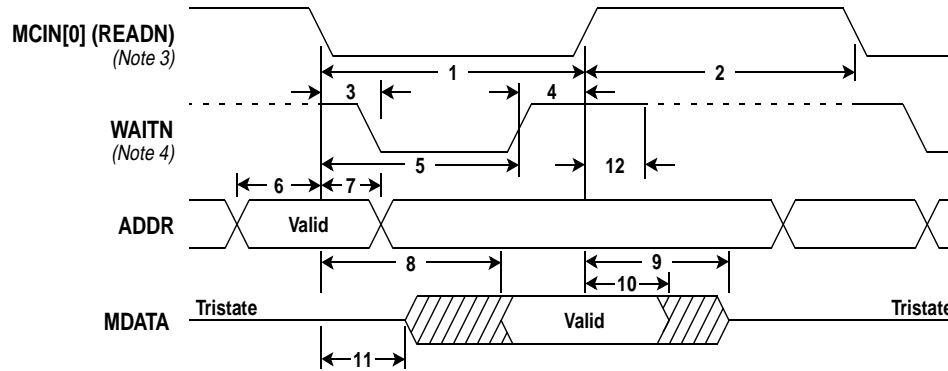 MCIN[0] (READN)
(Note 3)
1
2
3
4
WAITN
(Note 4)
5
12
6
7
ADDR
Valid
8
9
10
Tristate
MDATA
Valid
Tristate
11